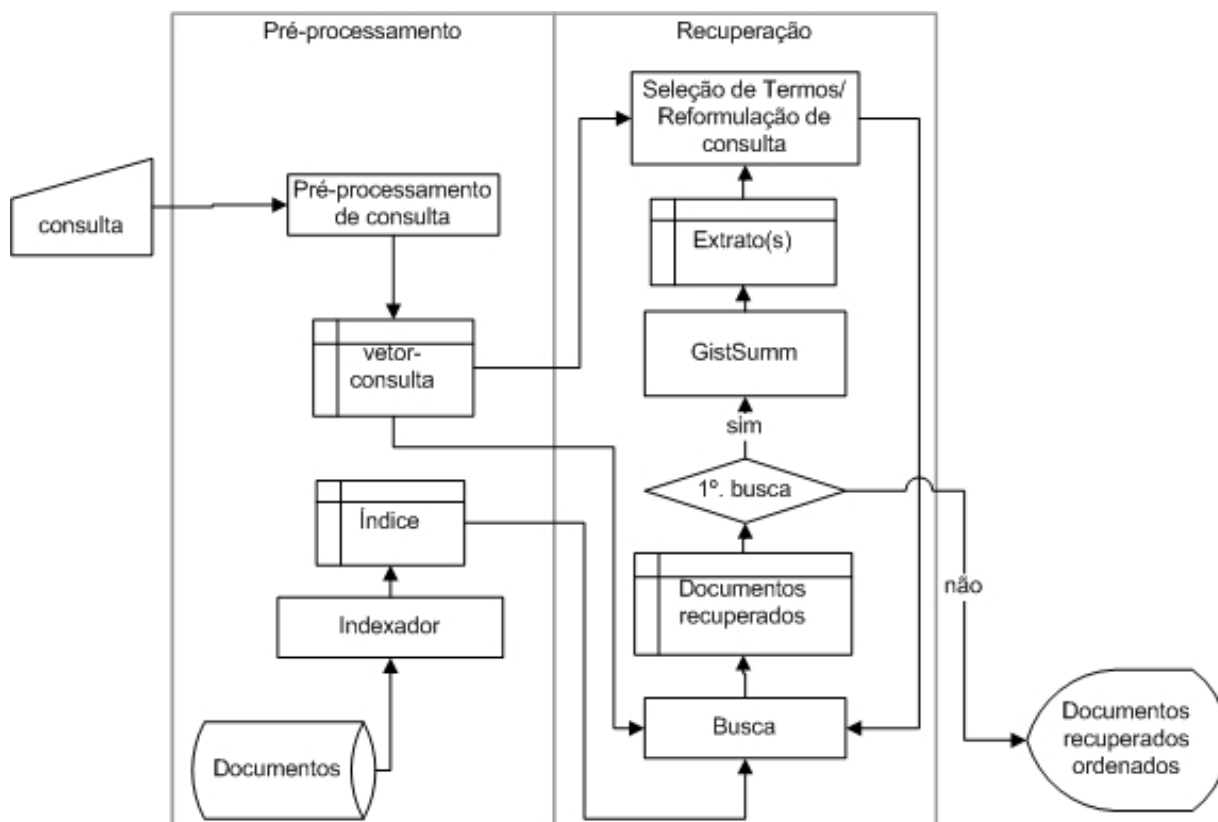 Pré-processamento
Recuperação
Seleção de Termos/
Reformulação de
consulta
consulta
Pré-processamento
de consulta
Extrato(s)
vetor-
consulta
GistSumm
sim
1º. busca
Índice
não
Documentos
recuperados
Indexador
Busca
Documentos
Documentos
recuperados
ordenados